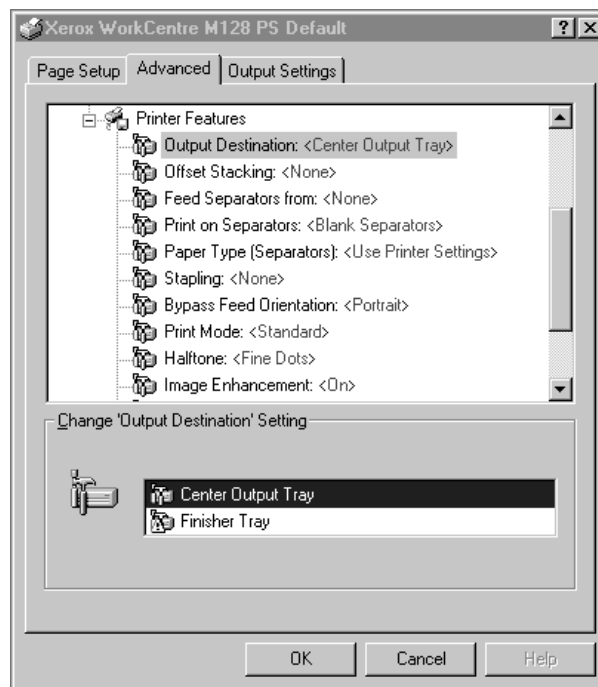 Xerox WorkCentre M128 PS Default
Page Setup
Advanced
Output Settings
Printer Features
Output Destination: <Center Output Tray>
Offset Stacking: <None>
Feed Separators from: <None>
Print on Separators: <Blank Separators>
Paper Type (Separators): <Use Printer Settings>
Stapling: <None>
Bypass Feed Orientation: <Portrait>
Print Mode: <Standard>
Halftone: <Fine Dots>
Image Enhancement: <On>
Change 'Output Destination' Setting
Center Output Tray
Finisher Tray
OK
Cancel
Help